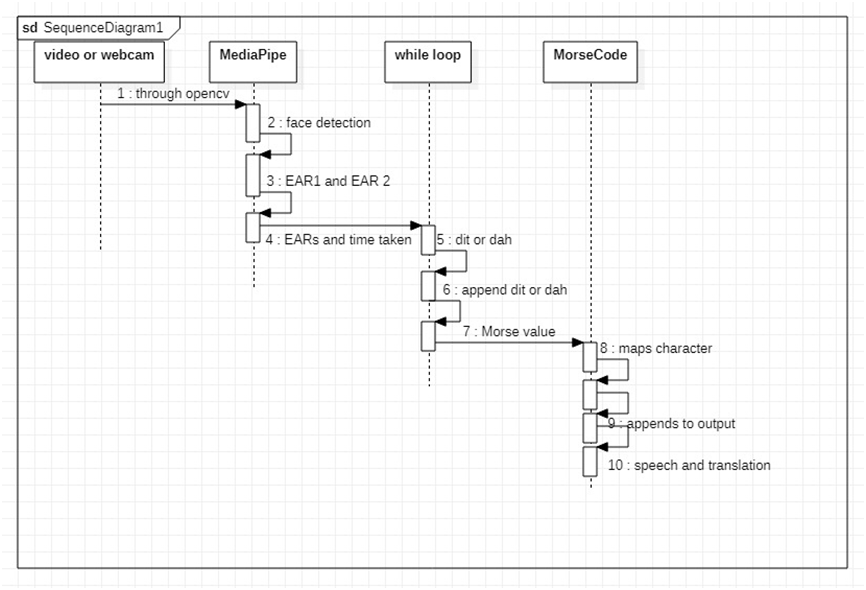 sd SequenceDiagram1
video or webcam
MediaPipe
while loop
MorseCode
1 : through opencv
2 : face detection
3 : EAR1 and EAR 2
4 : EARs and time taken
5 : dit or dah
6 : append dit or dah
7 : Morse value
8 : maps character
9 : appends to output
10 : speech and translation